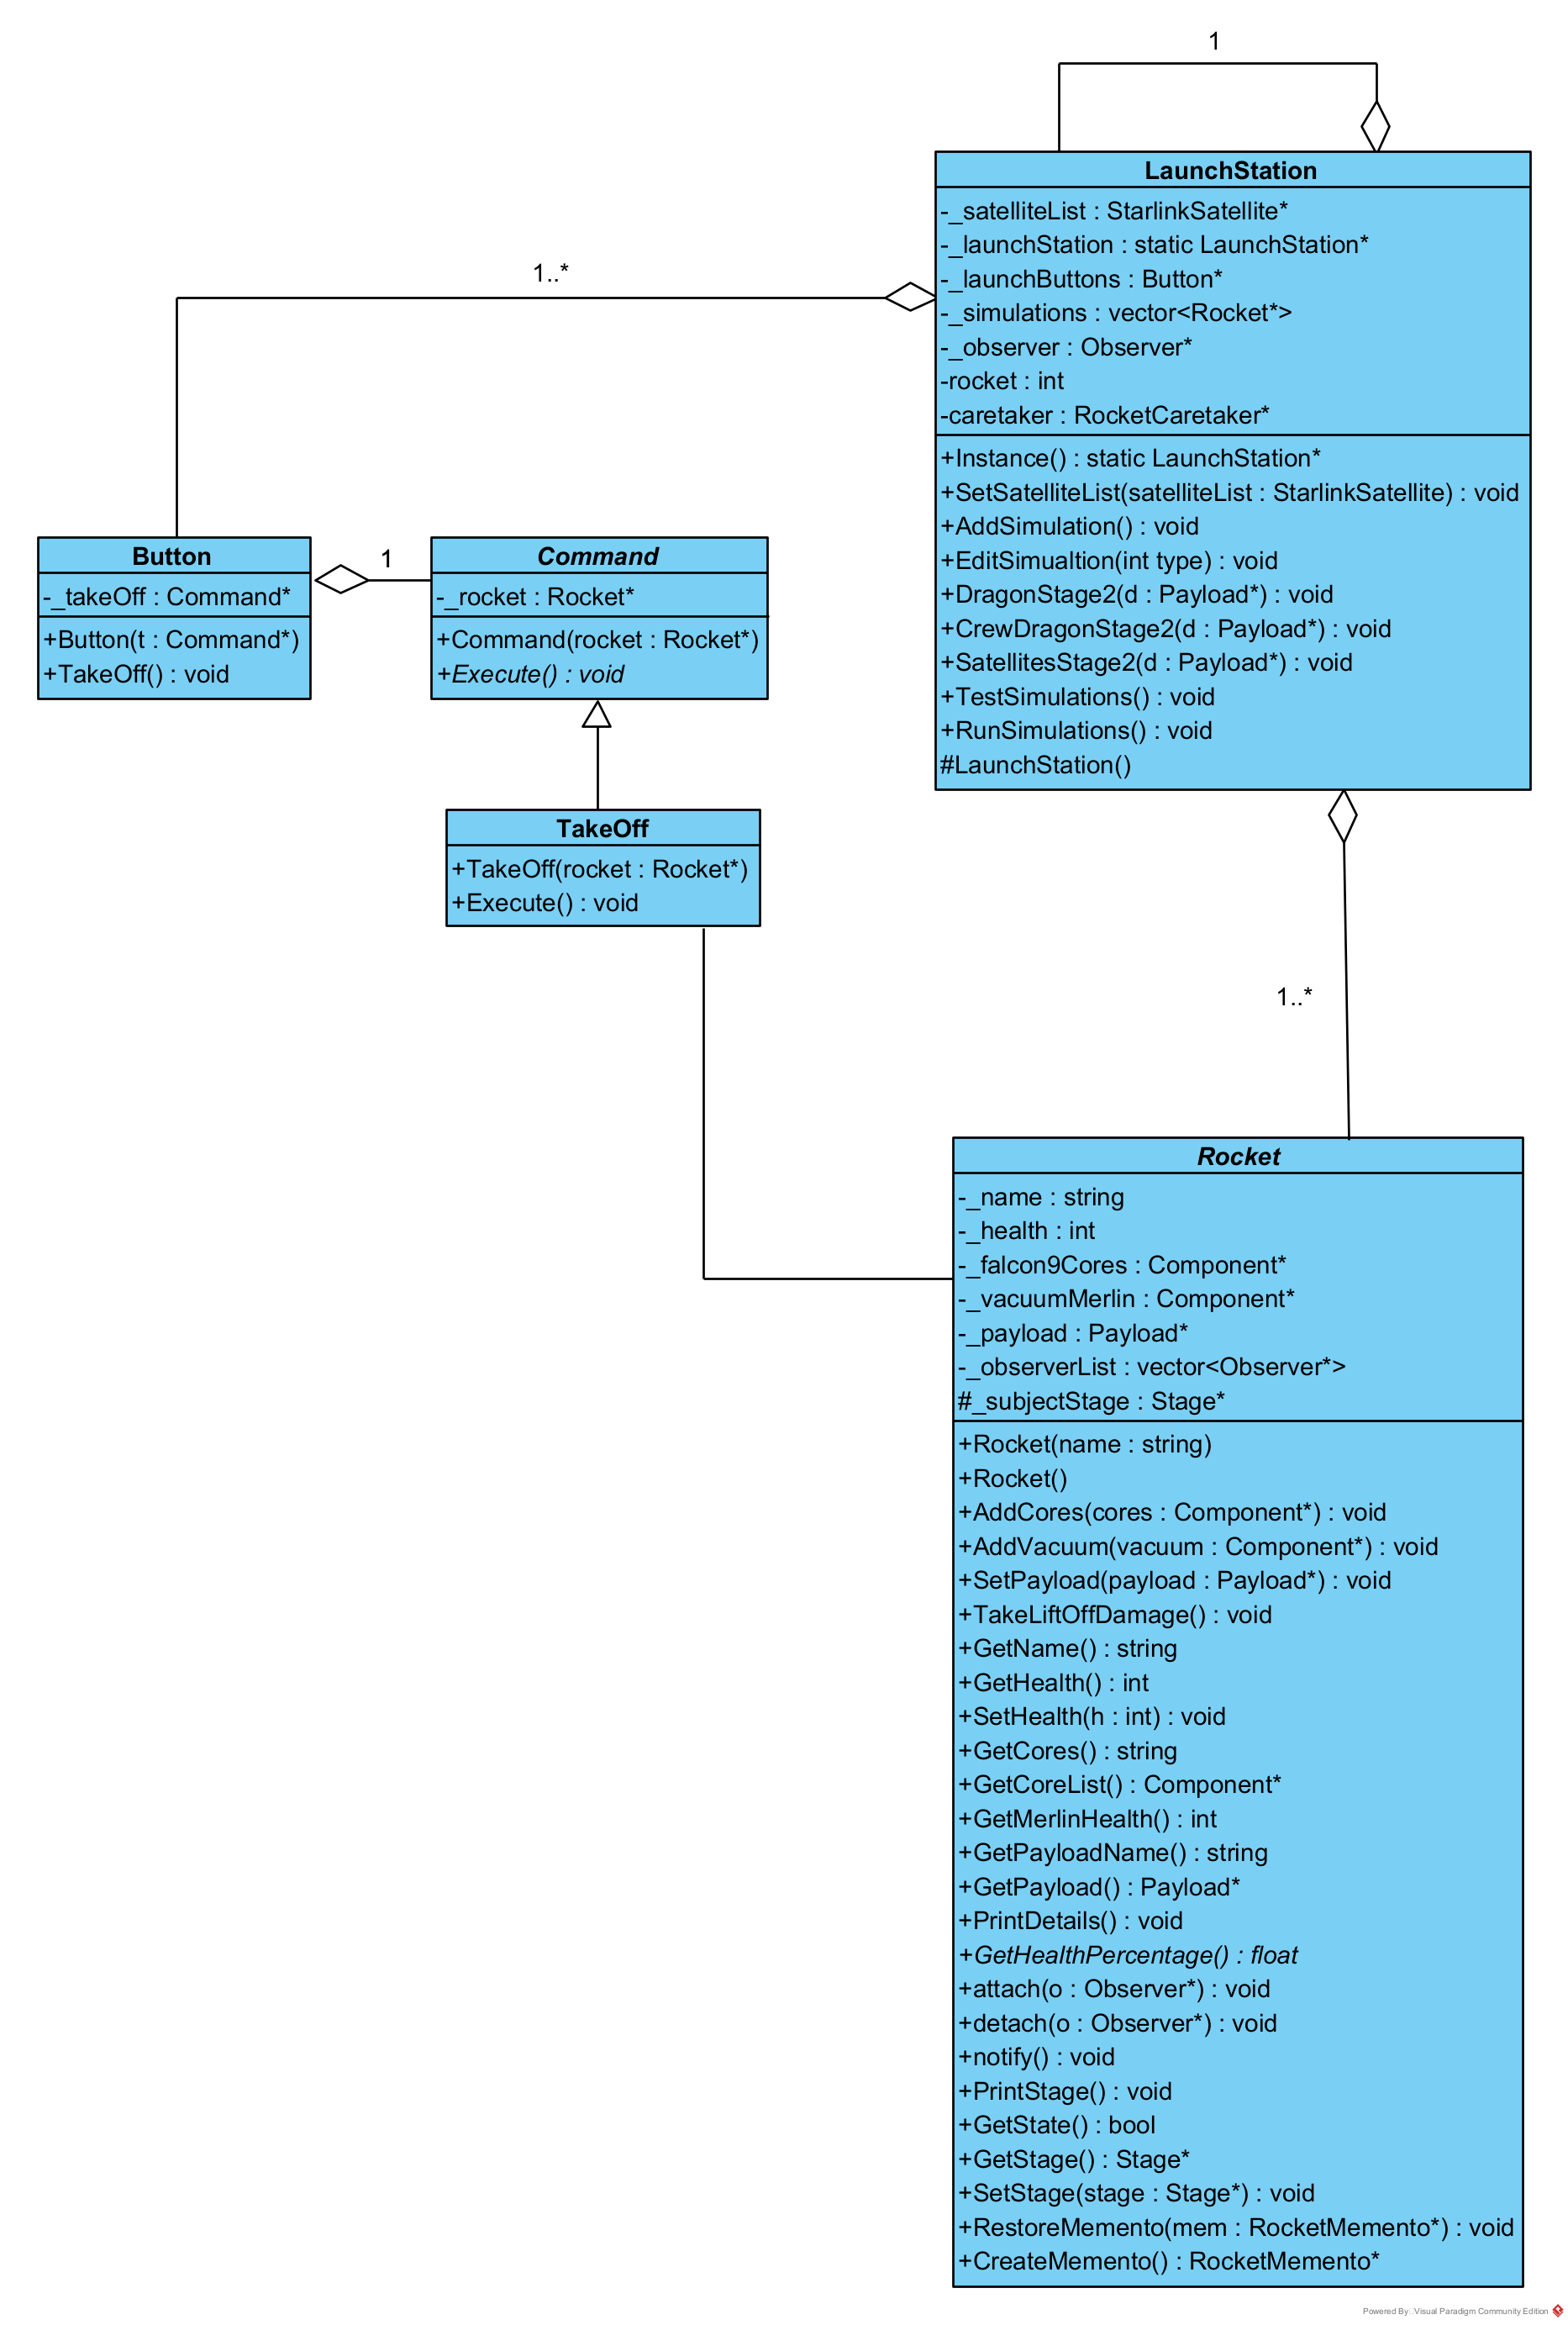 1
LaunchStation
-_satelliteList : StarlinkSatellite*
-_launchStation : static LaunchStation*
-_launchButtons : Button*
-_simulations : vector<Rocket*>
-_observer : Observer*
-rocket : int
-caretaker : RocketCaretaker*
+Instance() : static LaunchStation*
+SetSatelliteList(satelliteList : StarlinkSatellite) : void
+AddSimulation() : void
+EditSimualtion(int type) : void
+DragonStage2(d : Payload*) : void
+CrewDragonStage2(d : Payload*) : void
+SatellitesStage2(d : Payload*) : void
+TestSimulations() : void
+RunSimulations() : void
#LaunchStation()
1..*
Button
-_takeOff : Command*
+Button(t : Command*)
+TakeOff() : void
1
Command
-_rocket : Rocket*
+Command(rocket : Rocket*)
+Execute() : void
TakeOff
+TakeOff(rocket : Rocket*)
+Execute() : void
1..*
Rocket
-_name : string
-_health : int
-_falcon9Cores : Component*
-_vacuumMerlin : Component*
-_payload : Payload*
-_observerList : vector<Observer*>
#_subjectStage : Stage*
+Rocket(name : string)
+Rocket()
+AddCores(cores : Component*) : void
+AddVacuum(vacuum : Component*) : void
+SetPayload(payload : Payload*) : void
+TakeLiftOffDamage() : void
+GetName() : string
+GetHealth() : int
+SetHealth(h : int) : void
+GetCores() : string
+GetCoreList() : Component*
+GetMerlinHealth() : int
+GetPayloadName() : string
+GetPayload() : Payload*
+PrintDetails() : void
+GetHealthPercentage() : float
+attach(o : Observer*) : void
+detach(o : Observer*) : void
+notify() : void
+PrintStage() : void
+GetState() : bool
+GetStage() : Stage*
+SetStage(stage : Stage*) : void
+RestoreMemento(mem : RocketMemento*) : void
+CreateMemento() : RocketMemento*
Powered By Visual Paradigm Community Edition